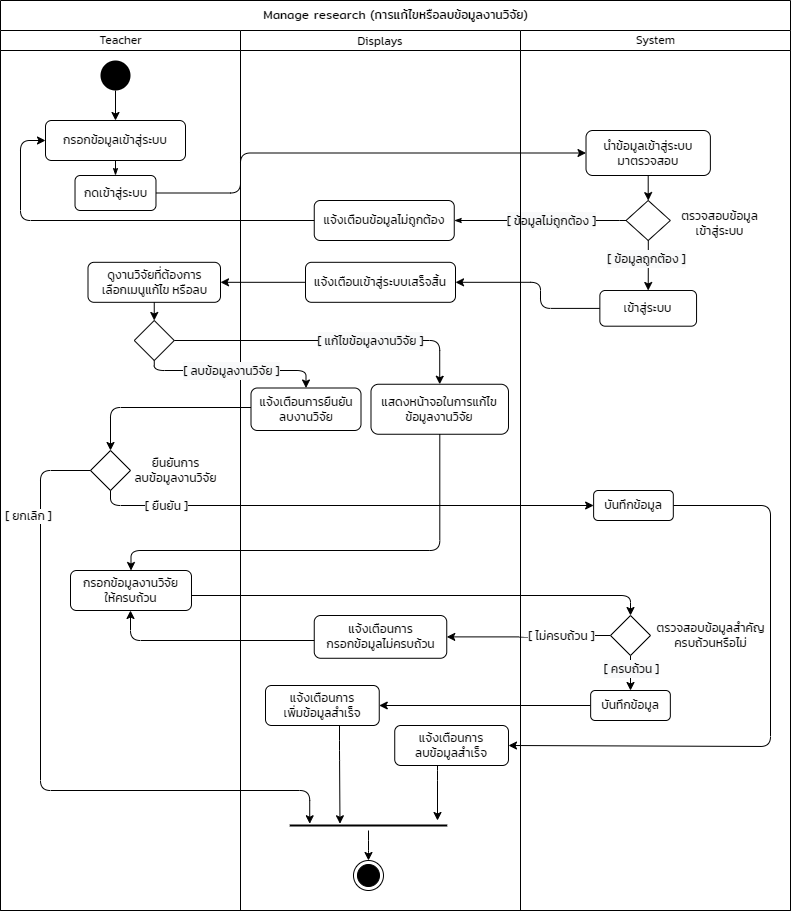 Manage research (การแก้ไขหรือลบข้อมูลงานวิจัย)
Teacher
Displays
System
กรอกข้อมูลเข้าสู่ระบบ
นำข้อมูลเข้าสู่ระบบ
มาตรวจสอบ
กดเข้าสู่ระบบ
แจ้งเตือนข้อมูลไม่ถูกต้อง
[ ข้อมูลไม่ถูกต้อง ]
ตรวจสอบข้อมูล
เข้าสู่ระบบ
[ ข้อมูลถูกต้อง ]
ดูงานวิจัยที่ต้องการ
เลือกเมนูแก้ไข หรือลบ
แจ้งเตือนเข้าสู่ระบบเสร็จสิ้น
เข้าสู่ระบบ
[ แก้ไขข้อมูลงานวิจัย ]
[ ลบข้อมูลงานวิจัย ]
แจ้งเตือนการยืนยัน
ลบงานวิจัย
แสดงหน้าจอในการแก้ไข
ข้อมูลงานวิจัย
ยืนยันการ
ลบข้อมูลงานวิจัย
[ ยืนยัน ]
บันทึกข้อมูล
[ ยกเลิก ]
กรอกข้อมูลงานวิจัย
ให้ครบถ้วน
แจ้งเตือนการ
กรอกข้อมูลไม่ครบถ้วน
[ ไม่ครบถ้วน ]
ตรวจสอบข้อมูลสำคัญ
ครบถ้วนหรือไม่
[ ครบถ้วน ]
แจ้งเตือนการ
เพิ่มข้อมูลสำเร็จ
บันทึกข้อมูล
แจ้งเตือนการ
ลบข้อมูลสำเร็จ